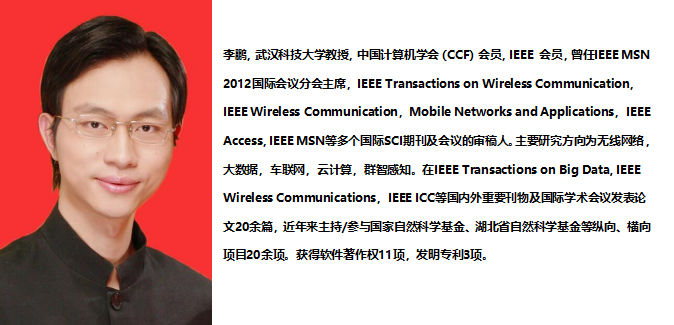 李鹏, 武汉科技大学教授, 中国计算机学会 (CCF) 会员, IEEE 会员, 曾任IEEE MSN
2012国际会议分会主席，IEEE Transactions on Wireless Communication，
IEEE Wireless Communication，Mobile Networks and Applications，IEEE
Access, IEEE MSN等多个国际SCI期刊及会议的审稿人。主要研究方向为无线网络，
大数据，车联网，云计算，群智感知。在IEEE Transactions on Big Data, IEEE
Wireless Communications，IEEE ICC等国内外重要刊物及国际学术会议发表论
文20余篇，近年来主持/参与国家自然科学基金、湖北省自然科学基金等纵向、横向
项目20余项。获得软件著作权11项，发明专利3项。